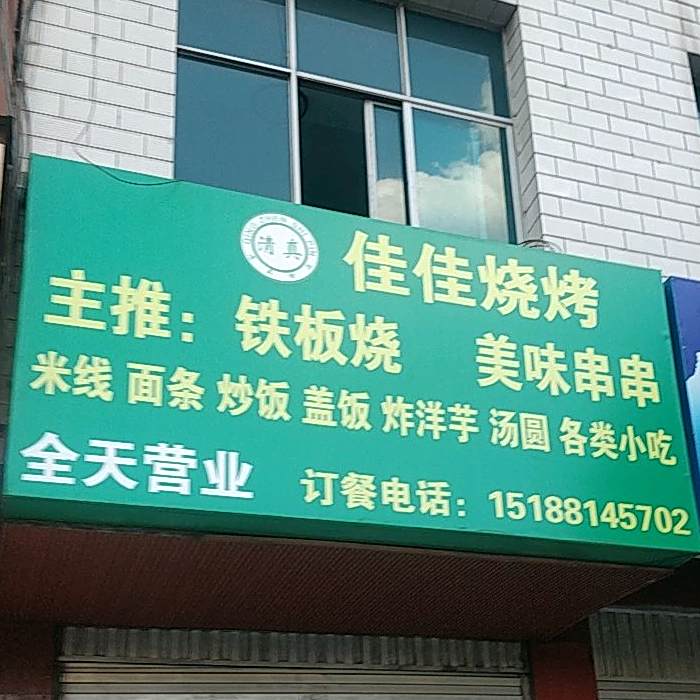 清真
佳佳烧烤
主推：铁板烧 美味串串
米线 面条 炒饭 盖饭 炸洋芋 汤圆 各类小吃
全天营业 订餐电话：15188145702